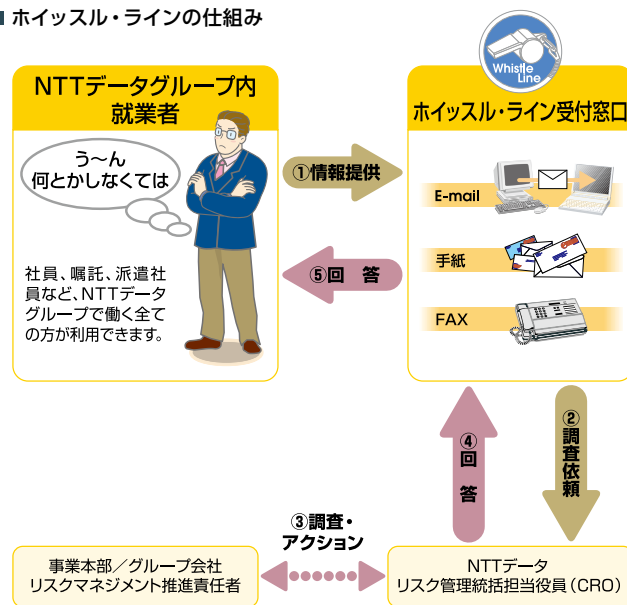 ホイッスル・ラインの仕組み
NTTデータグループ内
就業者
う〜ん
何とかしなくては
社員、嘱託、派遣社
員など、NTTデータ
グループで働く全て
の方が利用できます。
①情報提供
⑤回 答
Whistle
Line
ホイッスル・ライン受付窓口
E-mail
手紙
FAX
②調査依頼
④回 答
③調査・
アクション
事業本部／グループ会社
リスクマネジメント推進責任者
NTTデータ
リスク管理統括担当役員（CRO）